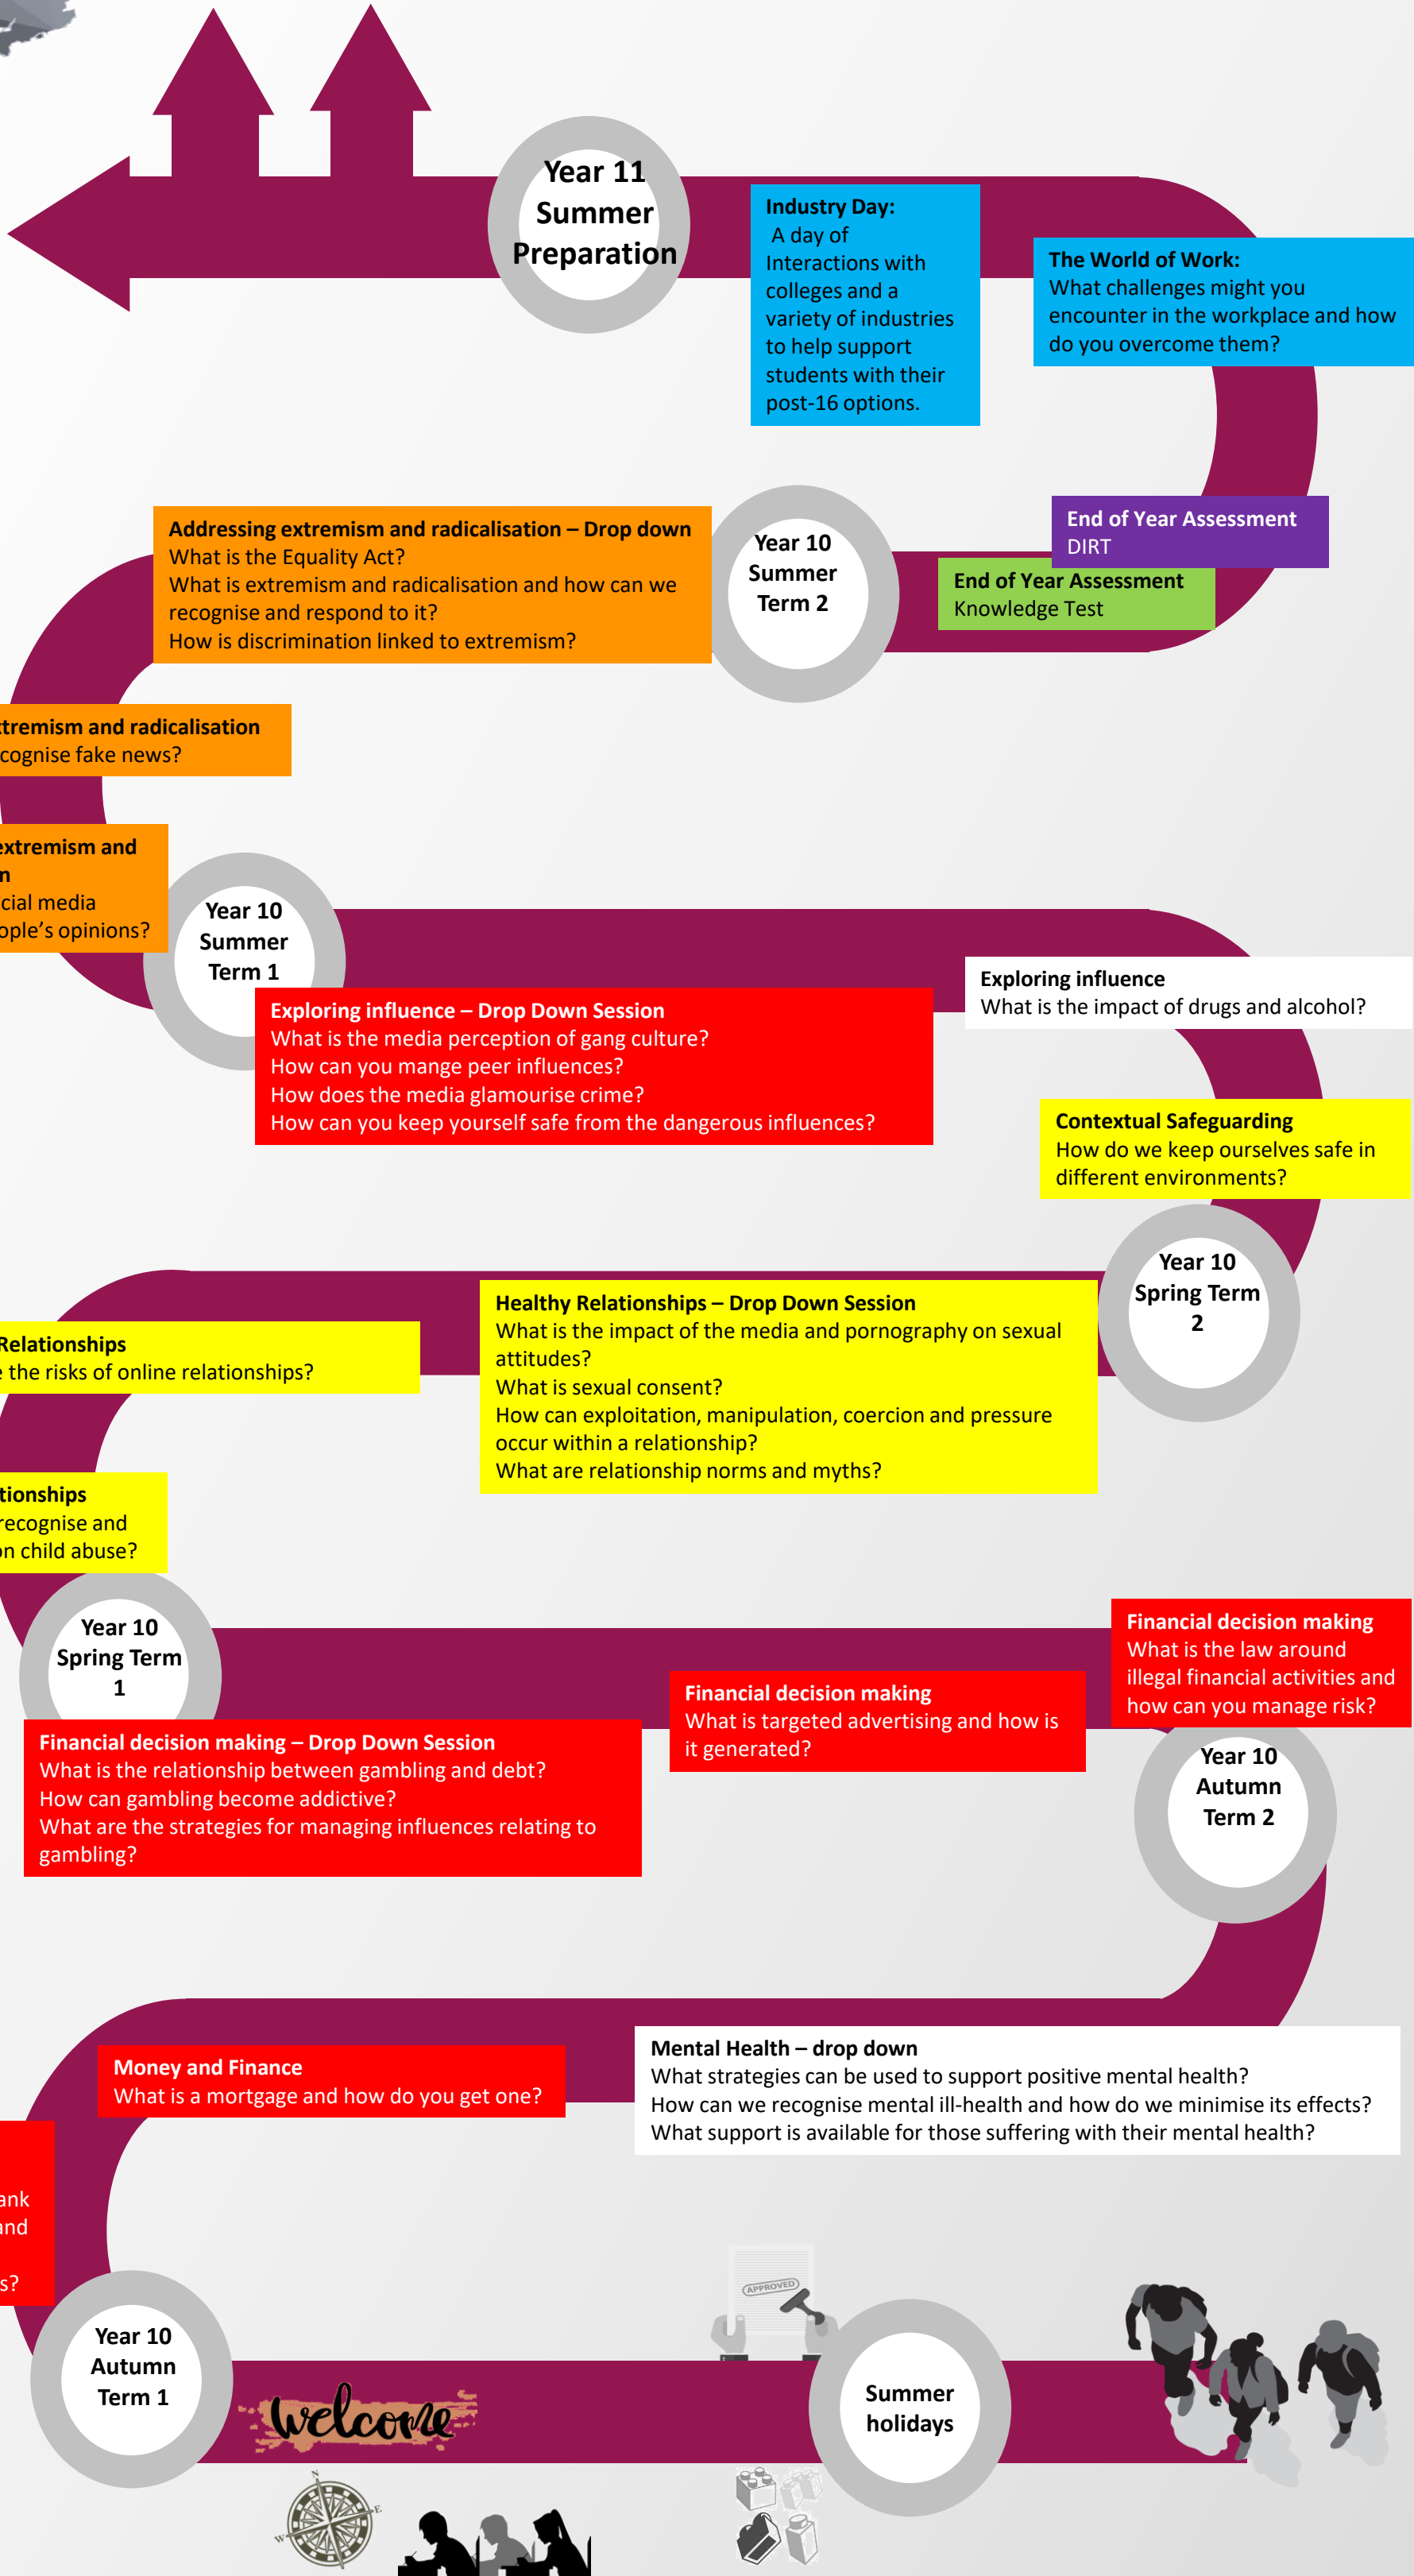 Year 11
Summer
Preparation
Industry Day:
A day of
Interactions with
colleges and a
variety of industries
to help support
students with their
post-16 options.
The World of Work:
What challenges might you
encounter in the workplace and how
do you overcome them?
End of Year Assessment
DIRT
End of Year Assessment
Knowledge Test
Year 10
Summer
Term 2
Addressing extremism and radicalisation – Drop down
What is the Equality Act?
What is extremism and radicalisation and how can we
recognise and respond to it?
How is discrimination linked to extremism?
and radicalisation
fake news?
extremism and
media
opinions?
Year 10
Summer
Term 1
Exploring influence – Drop Down Session
What is the media perception of gang culture?
How can you mange peer influences?
How does the media glamourise crime?
How can you keep yourself safe from the dangerous influences?
Exploring influence
What is the impact of drugs and alcohol?
Contextual Safeguarding
How do we keep ourselves safe in
different environments?
Year 10
Spring Term
2
Healthy Relationships – Drop Down Session
What is the impact of the media and pornography on sexual
attitudes?
What is sexual consent?
How can exploitation, manipulation, coercion and pressure
occur within a relationship?
What are relationship norms and myths?
Relationships
the risks of online relationships?
recognise and
child abuse?
Year 10
Spring Term
1
Financial decision making – Drop Down Session
What is the relationship between gambling and debt?
How can gambling become addictive?
What are the strategies for managing influences relating to
gambling?
Financial decision making
What is targeted advertising and how is
it generated?
Financial decision making
What is the law around
illegal financial activities and
how can you manage risk?
Year 10
Autumn
Term 2
Mental Health – drop down
What strategies can be used to support positive mental health?
How can we recognise mental ill-health and how do we minimise its effects?
What support is available for those suffering with their mental health?
Money and Finance
What is a mortgage and how do you get one?
and
Year 10
Autumn
Term 1
welcome
APPROVED
Summer
holidays
N
E
W